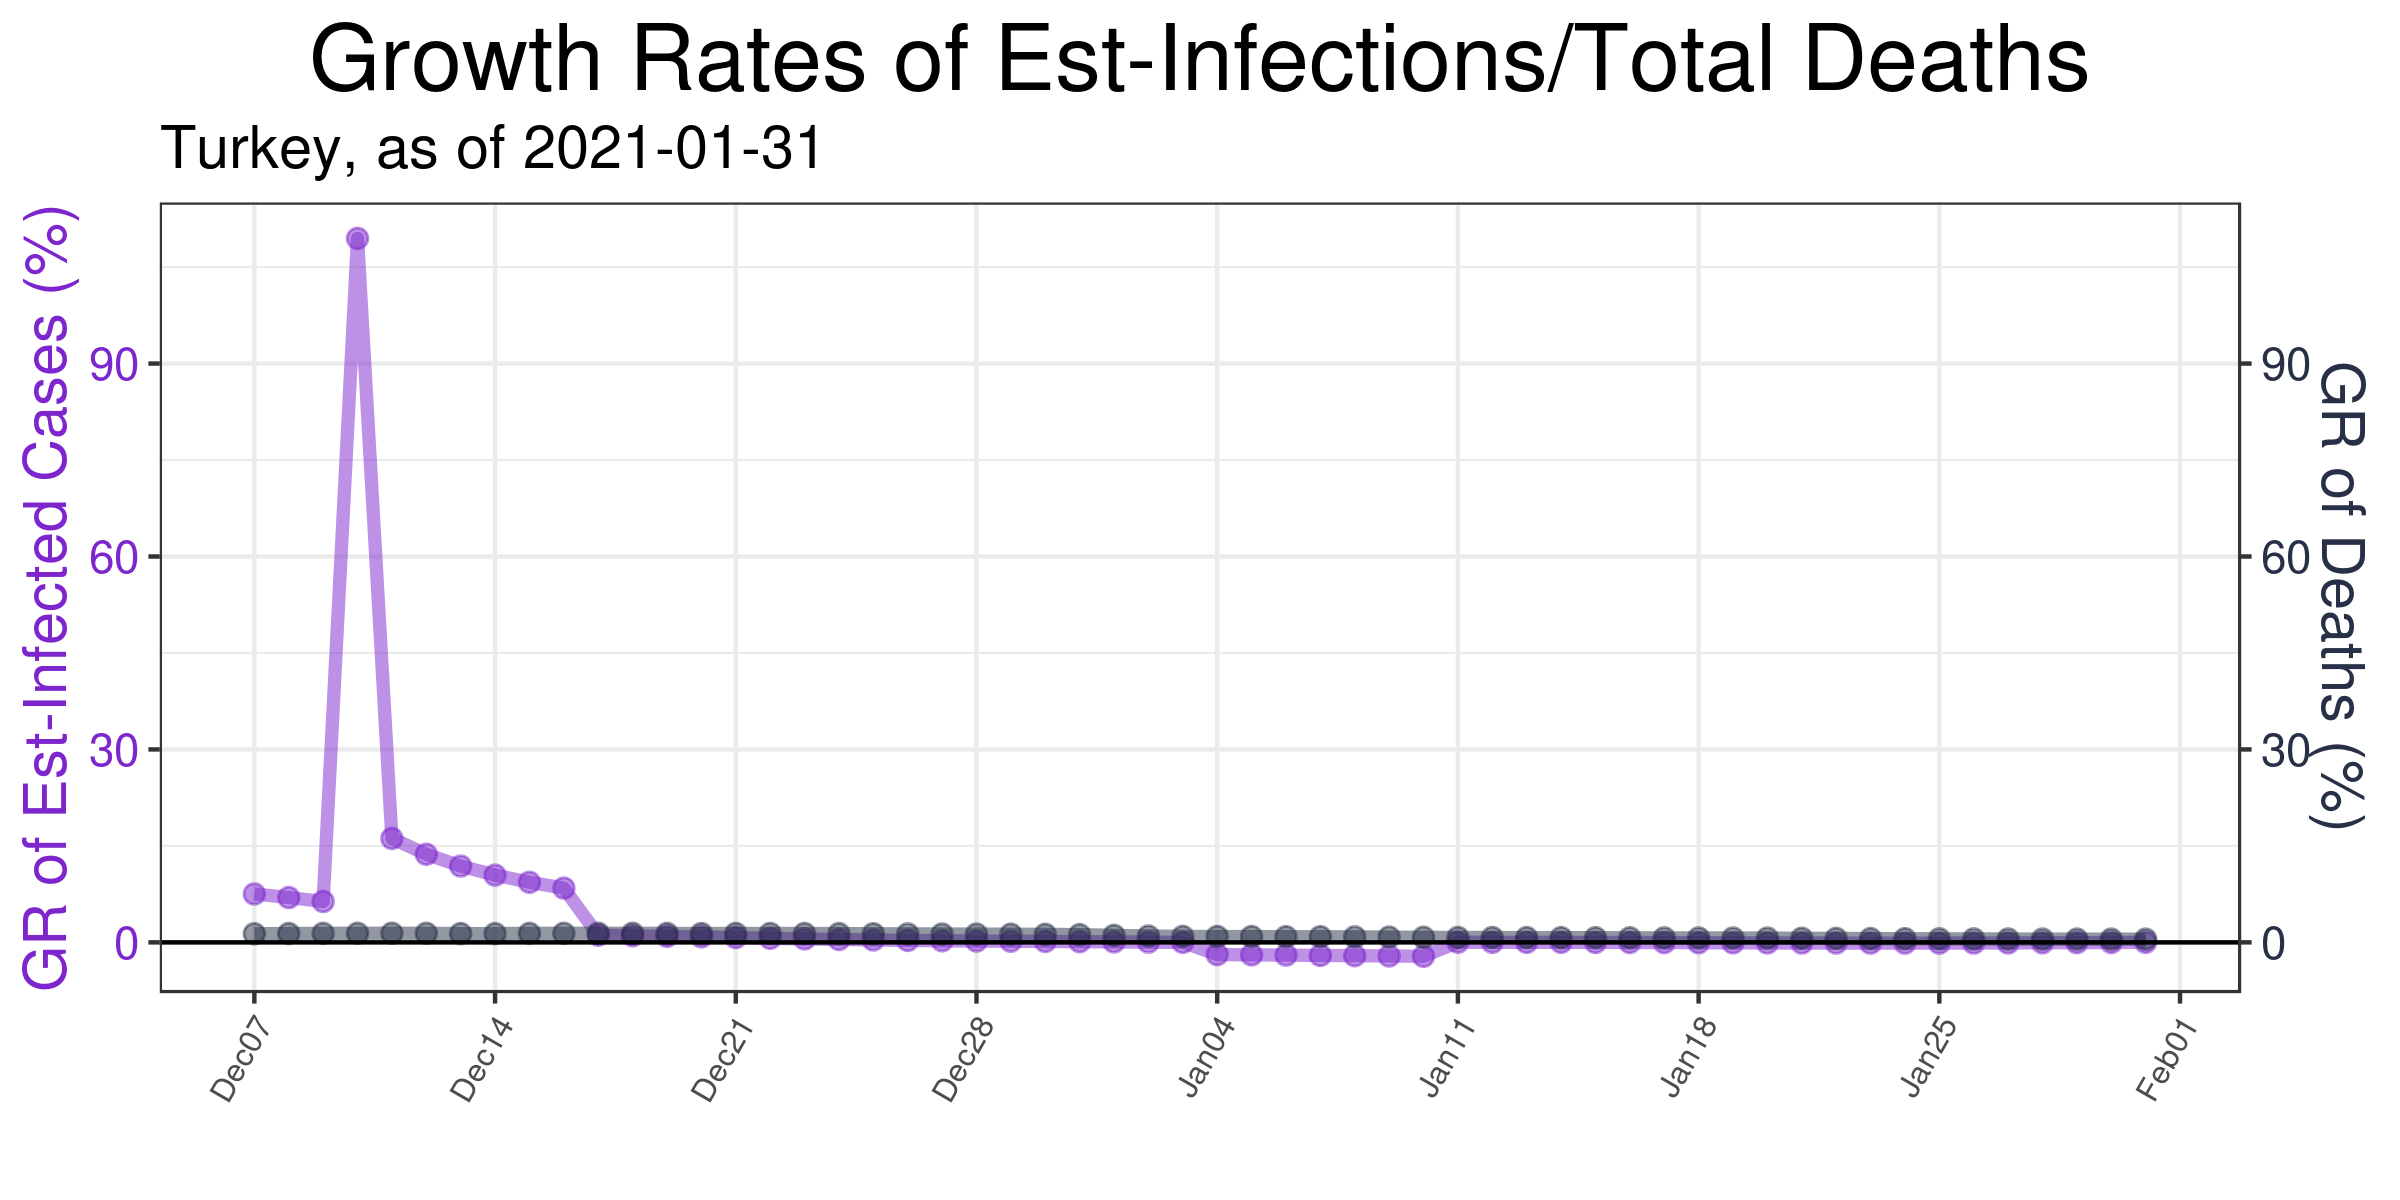 Growth Rates of Est-Infections/Total Deaths
Turkey, as of 2021-01-31
GR of Est-Infected Cases (%)
90
60
30
0
90
60
30
0
GR of Deaths (%)
Dec07
Dec14
Dec21
Dec28
Jan04
Jan11
Jan18
Jan25
Feb01